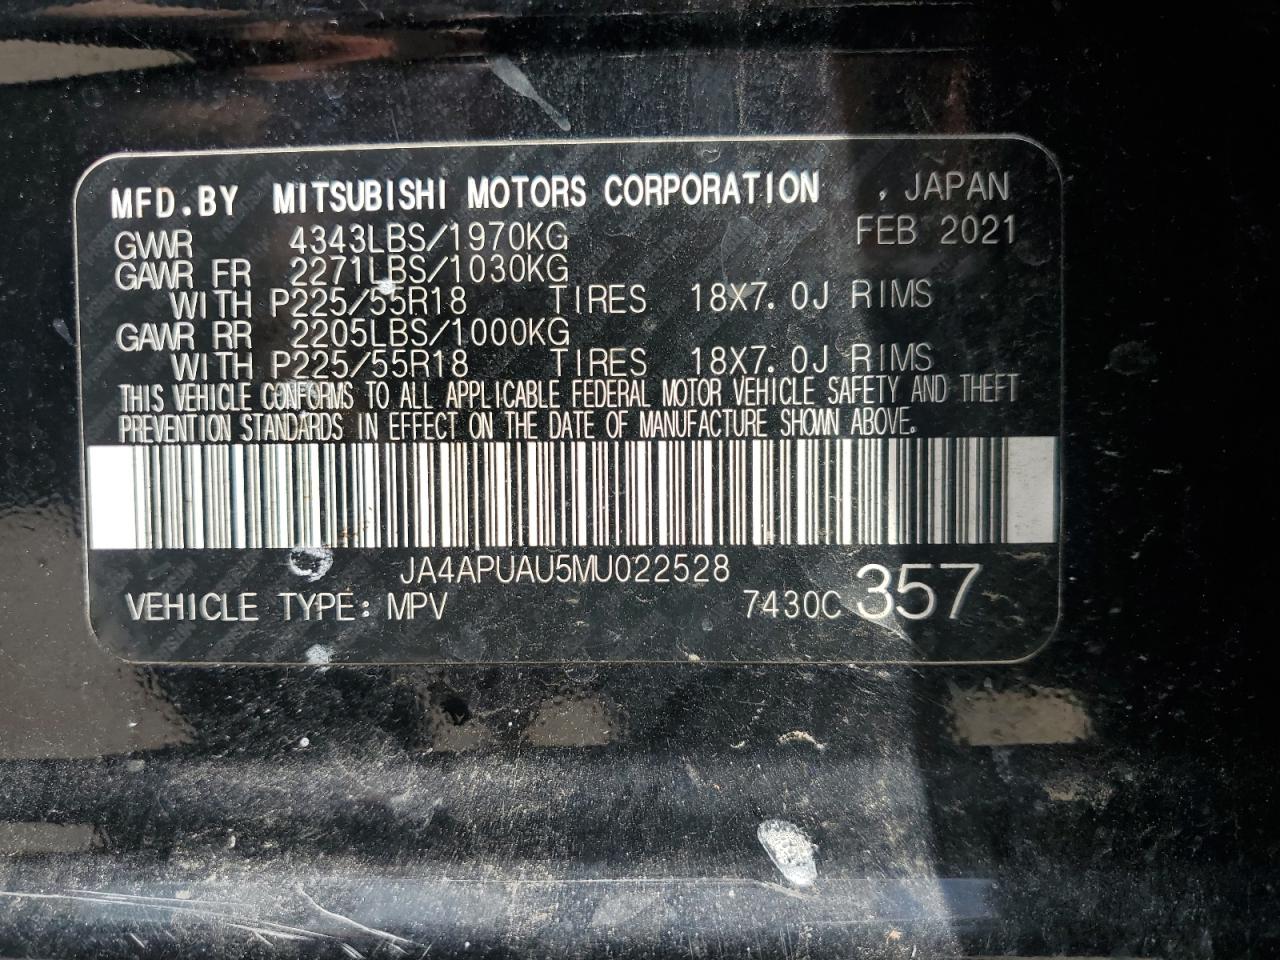 MFD.BY MITSUBISHI MOTORS CORPORATION , JAPAN
GVWR 4343LBS/1970KG FEB 2021
GAWR FR 2271LBS/1030KG
WITH P225/55R18 TIRES 18X7.0J RIMS
GAWR RR 2205LBS/1000KG
WITH P225/55R18 TIRES 18X7.0J RIMS
THIS VEHICLE CONFORMS TO ALL APPLICABLE FEDERAL MOTOR VEHICLE SAFETY AND THEFT
PREVENTION STANDARDS IN EFFECT ON THE DATE OF MANUFACTURE SHOWN ABOVE.
JA4APUAU5MU022528
VEHICLE TYPE: MPV 7430C 357